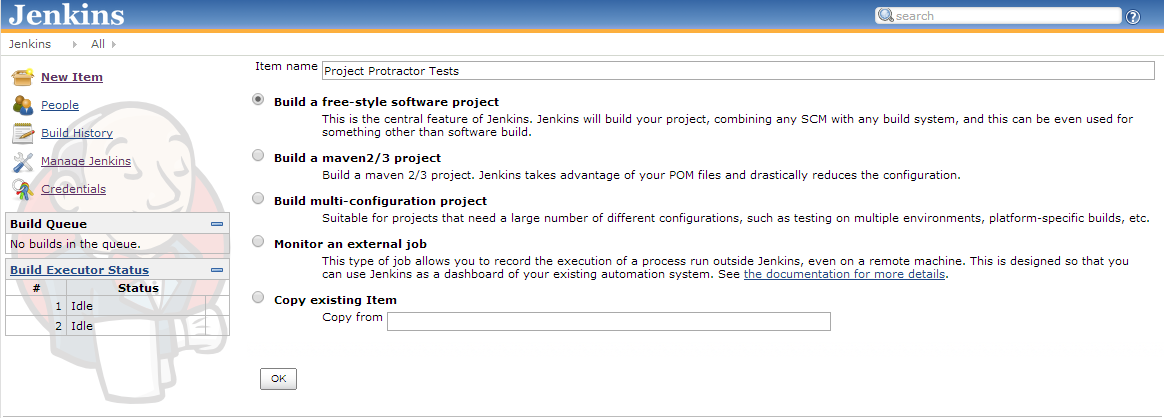 Jenkins
search
?
Jenkins
All
New Item
People
Build History
Manage Jenkins
Credentials
Build Queue
No builds in the queue.
Build Executor Status
# Status
1 Idle
2 Idle
Item name Project Protractor Tests
Build a free-style software project
This is the central feature of Jenkins. Jenkins will build your project, combining any SCM with any build system, and this can be even used for
something other than software build.
Build a maven2/3 project
Build a maven 2/3 project. Jenkins takes advantage of your POM files and drastically reduces the configuration.
Build multi-configuration project
Suitable for projects that need a large number of different configurations, such as testing on multiple environments, platform-specific builds, etc.
Monitor an external job
This type of job allows you to record the execution of a process run outside Jenkins, even on a remote machine. This is designed so that you
can use Jenkins as a dashboard of your existing automation system. See the documentation for more details.
Copy existing Item
Copy from
OK